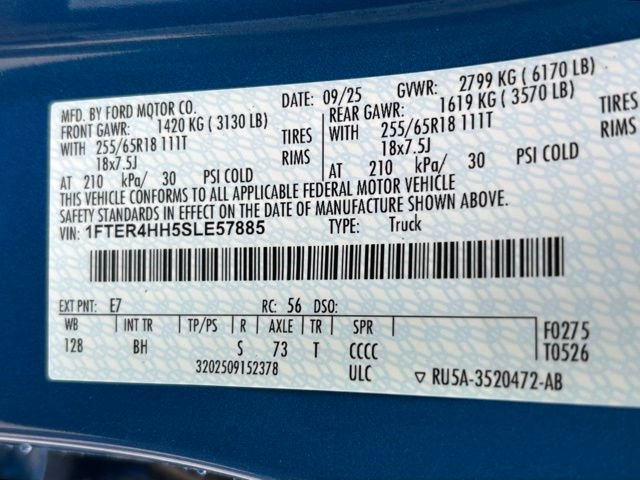 MFD. BY FORD MOTOR CO. DATE: 09/25 GVWR: 2799 KG ( 6170 LB)
FRONT GAWR: 1420 KG ( 3130 LB) REAR GAWR: 1619 KG ( 3570 LB)
WITH 255/65R18 111T TIRES WITH 255/65R18 111T TIRES
18x7.5J RIMS 18x7.5J RIMS
AT 210 kPa/ 30 PSI COLD AT 210 kPa/ 30 PSI COLD
THIS VEHICLE CONFORMS TO ALL APPLICABLE FEDERAL MOTOR VEHICLE
SAFETY STANDARDS IN EFFECT ON THE DATE OF MANUFACTURE SHOWN ABOVE.
VIN: 1FTER4HH5SLE57885 TYPE: Truck
EXT PNT: E7 RC: 56 DSO:
WB INT TR TP/PS R AXLE TR SPR F0275
128 BH S 73 T CCCC T0526
3202509152378 ULC ▽ RU5A-3520472-AB